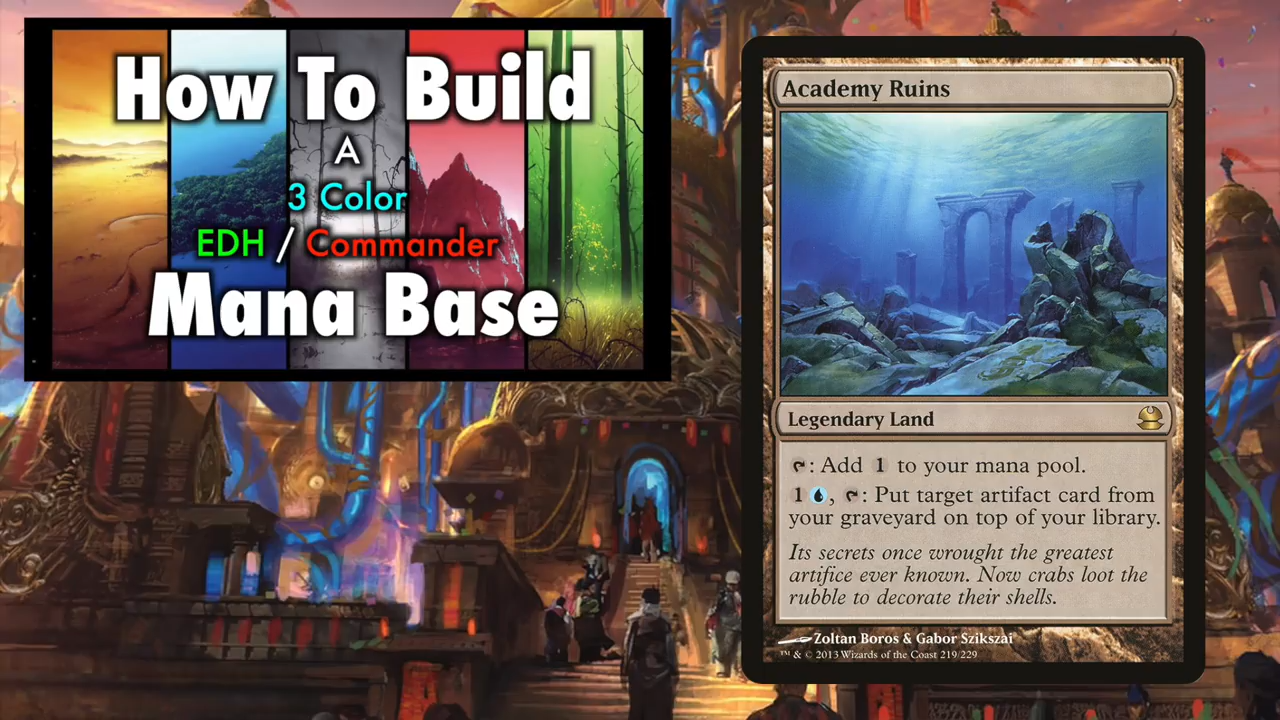 How To Build
A
3 Color
EDH / Commander
Mana Base
Academy Ruins
Legendary Land
: Add 1 to your mana pool.
1 , : Put target artifact card from
your graveyard on top of your library.
Its secrets once wrought the greatest
artifice ever known. Now crabs loot the
rubble to decorate their shells.
Zoltan Boros & Gabor Szikszai
™ & © 2013 Wizards of the Coast 219/229